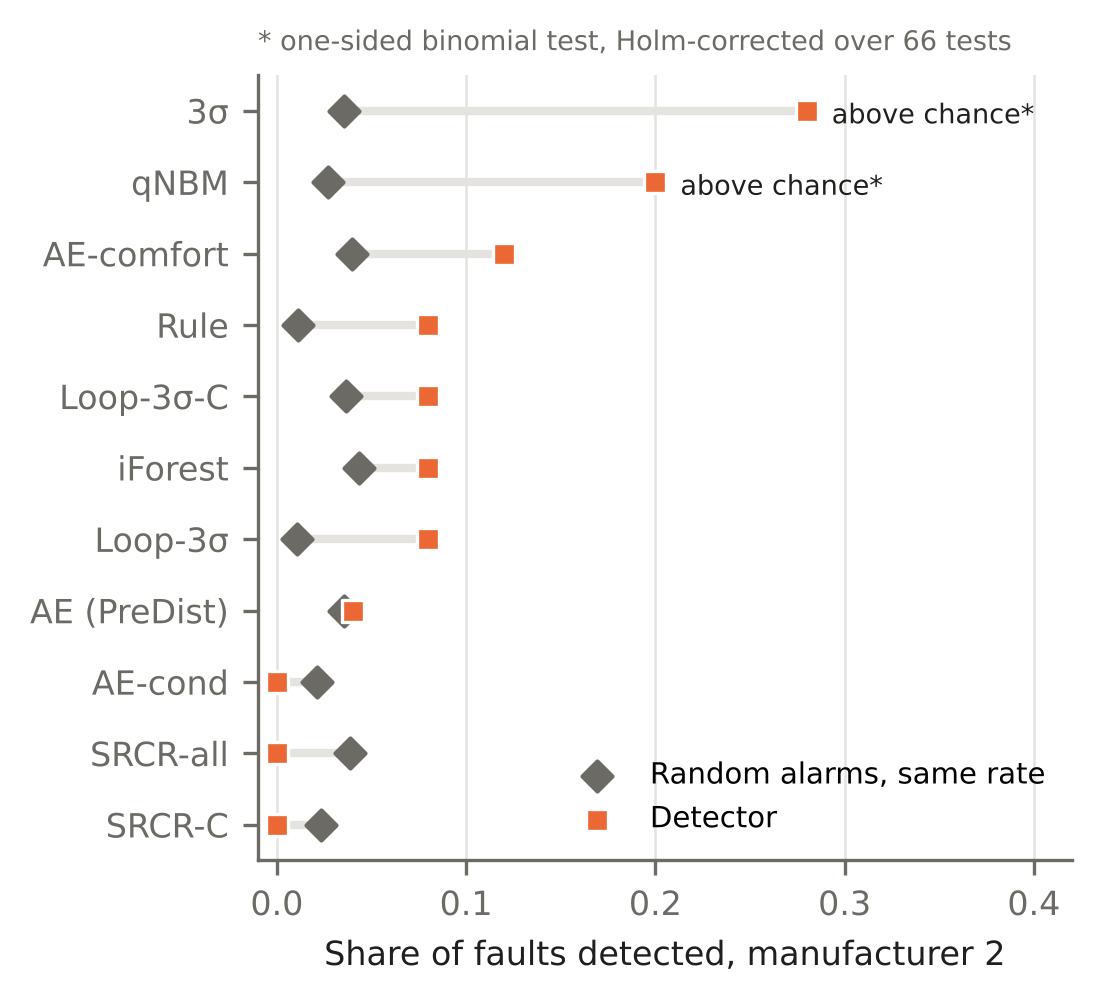 * one-sided binomial test, Holm-corrected over 66 tests
3σ
above chance*
qNBM
above chance*
AE-comfort
Rule
Loop-3σ-C
iForest
Loop-3σ
AE (PreDist)
AE-cond
SRCR-all
SRCR-C
Random alarms, same rate
Detector
0.0 0.1 0.2 0.3 0.4
Share of faults detected, manufacturer 2